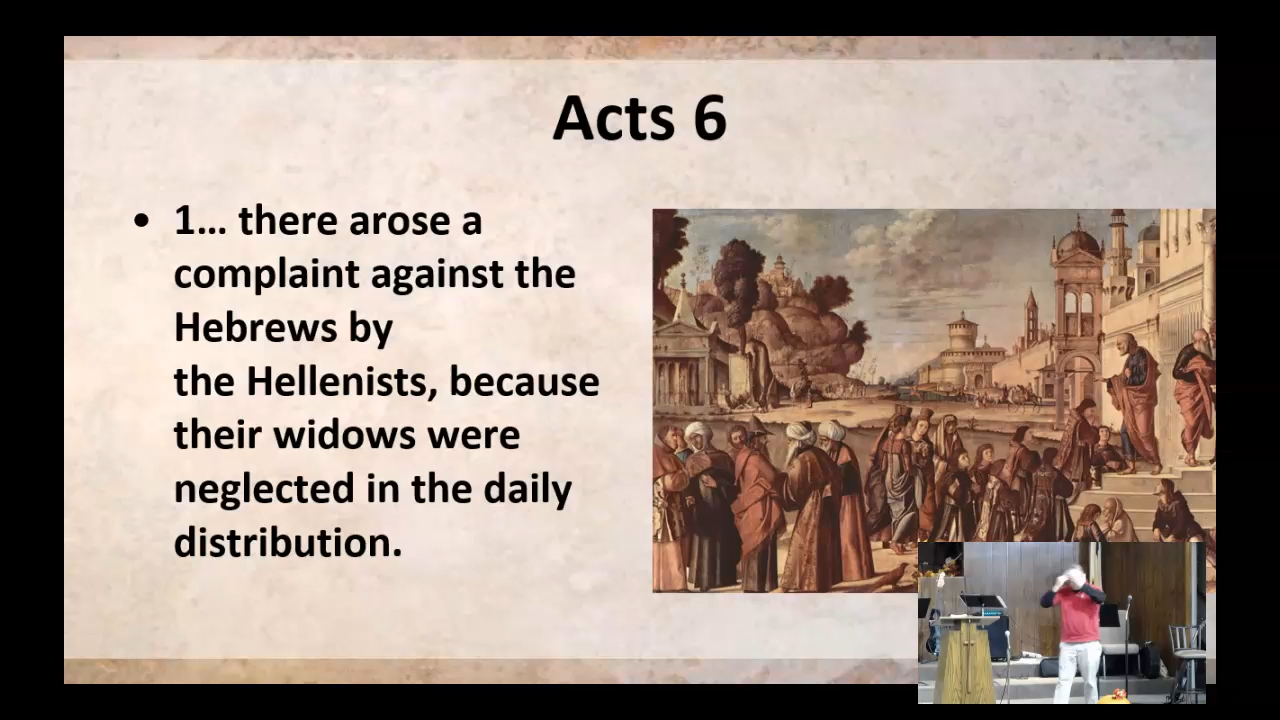 Acts 6
• 1… there arose a
complaint against the
Hebrews by
the Hellenists, because
their widows were
neglected in the daily
distribution.